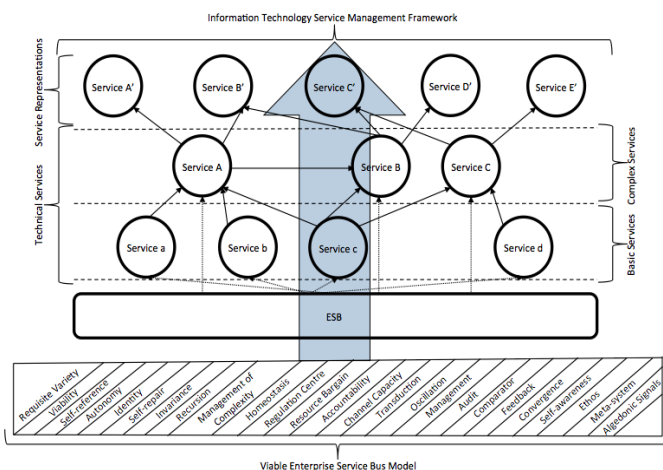 Information Technology Service Management Framework
Service Representations
Service A’
Service B’
Service C’
Service D’
Service E’
Technical Services
Complex Services
Service A
Service B
Service C
Basic Services
Service a
Service b
Service c
Service d
ESB
Requisite Variety
Viability
Self-reference
Autonomy
Identity
Self-repair
Invariance
Recursion
Management of
Complexity
Homeostasis
Regulation Centre
Resource Bargain
Accountability
Channel Capacity
Transduction
Oscillation
Management
Audit
Comparator
Feedback
Convergence
Self-awareness
Ethos
Meta-system
Algedonic Signals
Viable Enterprise Service Bus Model